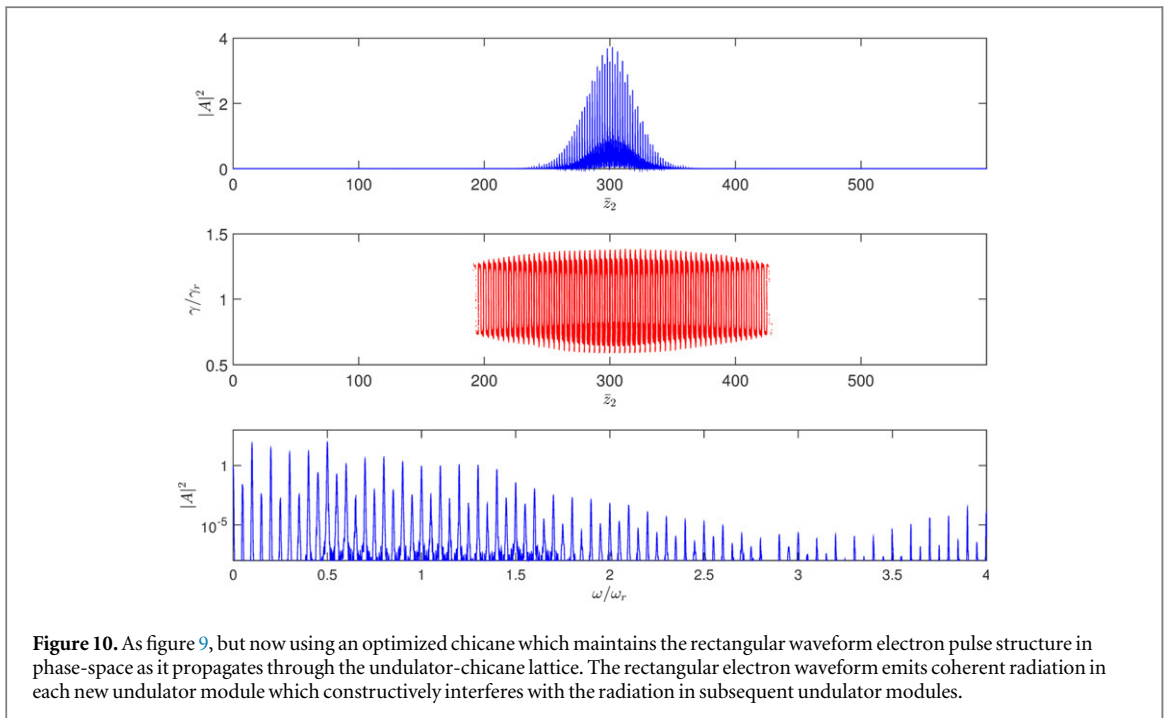 4
2
0
|A|²
0 100 200 300 400 500
z̄₂
1.5
1
0.5
γ/γᵣ
0 100 200 300 400 500
z̄₂
1
10⁻⁵
|A|²
0 0.5 1 1.5 2 2.5 3 3.5 4
ω/ωᵣ
Figure 10. As figure 9, but now using an optimized chicane which maintains the rectangular waveform electron pulse structure in
phase-space as it propagates through the undulator-chicane lattice. The rectangular electron waveform emits coherent radiation in
each new undulator module which constructively interferes with the radiation in subsequent undulator modules.